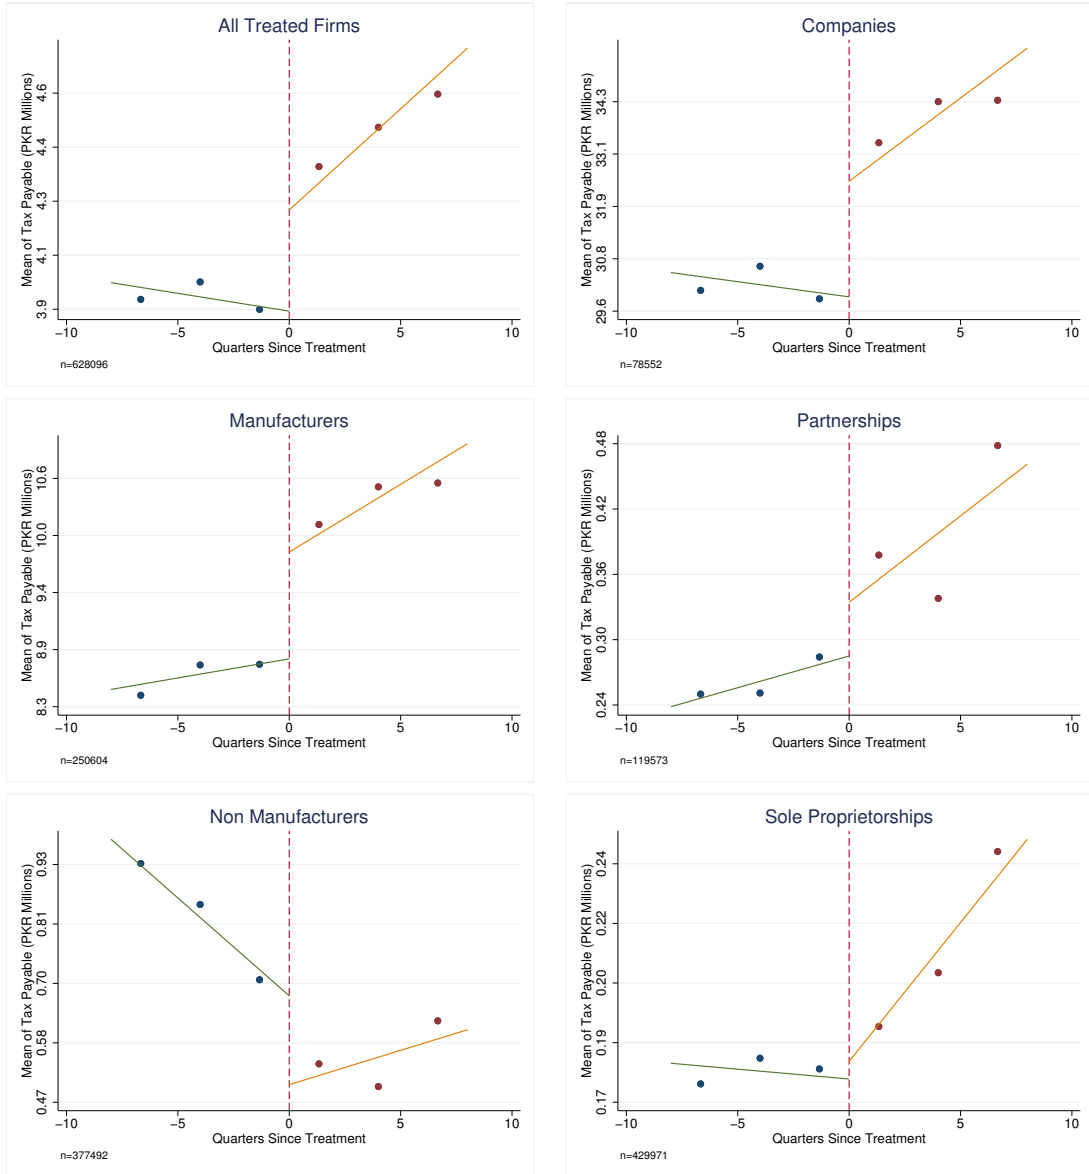 All Treated Firms
Mean of Tax Payable (PKR Millions)
4.6
4.4
4.3
4.1
3.9
−10 −5 0 5 10
Quarters Since Treatment
n=628096
Companies
Mean of Tax Payable (PKR Millions)
34.3
33.1
31.9
30.8
29.6
−10 −5 0 5 10
Quarters Since Treatment
n=78552
Manufacturers
Mean of Tax Payable (PKR Millions)
10.6
10.0
9.4
8.9
8.3
−10 −5 0 5 10
Quarters Since Treatment
n=250604
Partnerships
Mean of Tax Payable (PKR Millions)
0.48
0.42
0.36
0.30
0.24
−10 −5 0 5 10
Quarters Since Treatment
n=119573
Non Manufacturers
Mean of Tax Payable (PKR Millions)
0.93
0.81
0.70
0.58
0.47
−10 −5 0 5 10
Quarters Since Treatment
n=377492
Sole Proprietorships
Mean of Tax Payable (PKR Millions)
0.24
0.22
0.20
0.19
0.17
−10 −5 0 5 10
Quarters Since Treatment
n=429971